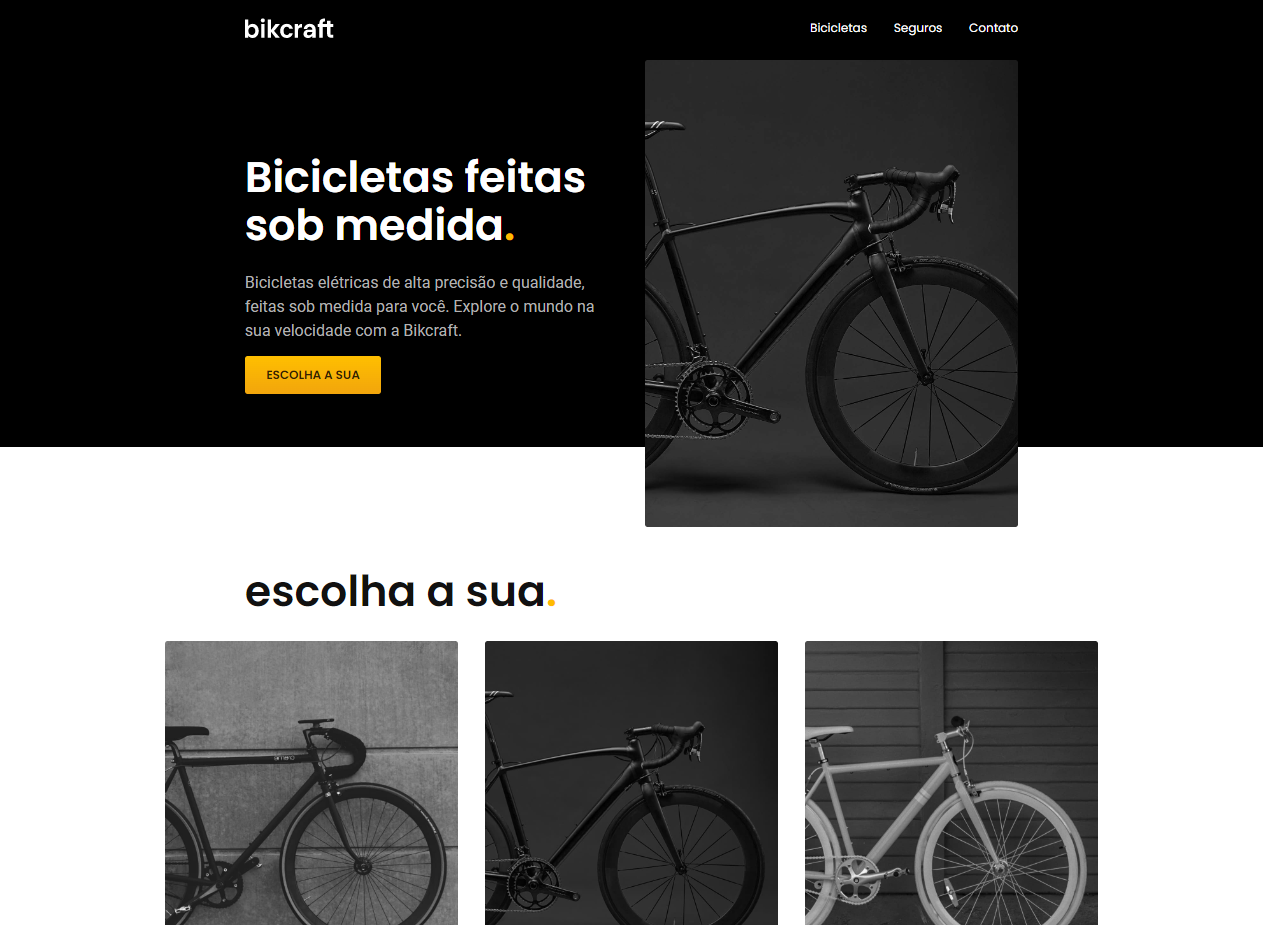 bikcraft
Bicicletas Seguros Contato
Bicicletas feitas
sob medida.
Bicicletas elétricas de alta precisão e qualidade,
feitas sob medida para você. Explore o mundo na
sua velocidade com a Bikcraft.
ESCOLHA A SUA
escolha a sua.